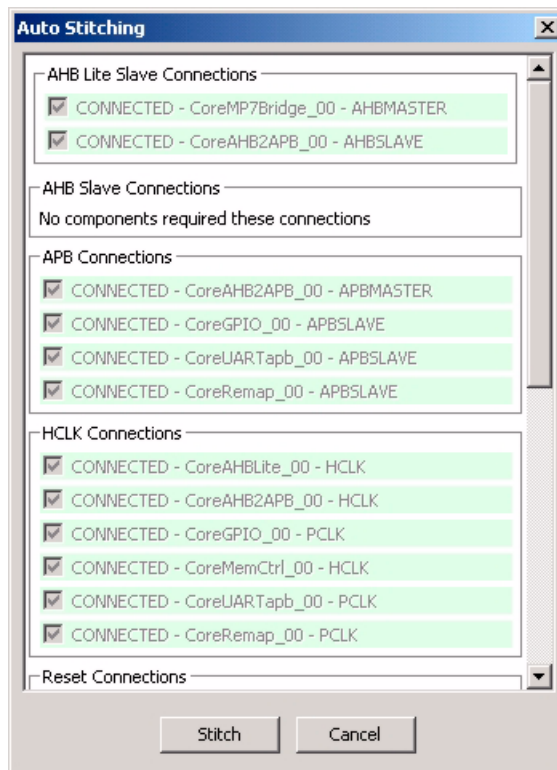 Auto Stitching
AHB Lite Slave Connections
CONNECTED - CoreMP7Bridge_00 - AHBMASTER
CONNECTED - CoreAHB2APB_00 - AHBSLAVE
AHB Slave Connections
No components required these connections
APB Connections
CONNECTED - CoreAHB2APB_00 - APBMASTER
CONNECTED - CoreGPIO_00 - APBSLAVE
CONNECTED - CoreUARTapb_00 - APBSLAVE
CONNECTED - CoreRemap_00 - APBSLAVE
HCLK Connections
CONNECTED - CoreAHBLite_00 - HCLK
CONNECTED - CoreAHB2APB_00 - HCLK
CONNECTED - CoreGPIO_00 - PCLK
CONNECTED - CoreMemCtrl_00 - HCLK
CONNECTED - CoreUARTapb_00 - PCLK
CONNECTED - CoreRemap_00 - PCLK
Reset Connections
Stitch Cancel